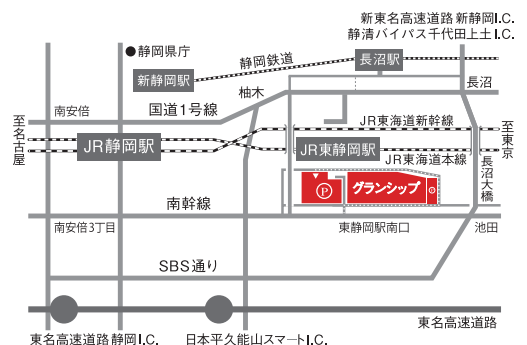 新東名高速道路 新静岡I.C.
静清バイパス千代田上土I.C.
●静岡県庁
静岡鉄道
長沼駅
新静岡駅
柚木
長沼
南安倍
国道1号線
JR東海道新幹線
至名古屋
至東京
JR静岡駅
JR東静岡駅
JR東海道本線
長沼大橋
P
グランシップ
南幹線
南安倍3丁目
東静岡駅南口
池田
SBS通り
東名高速道路
東名高速道路 静岡I.C.
日本平久能山スマートI.C.